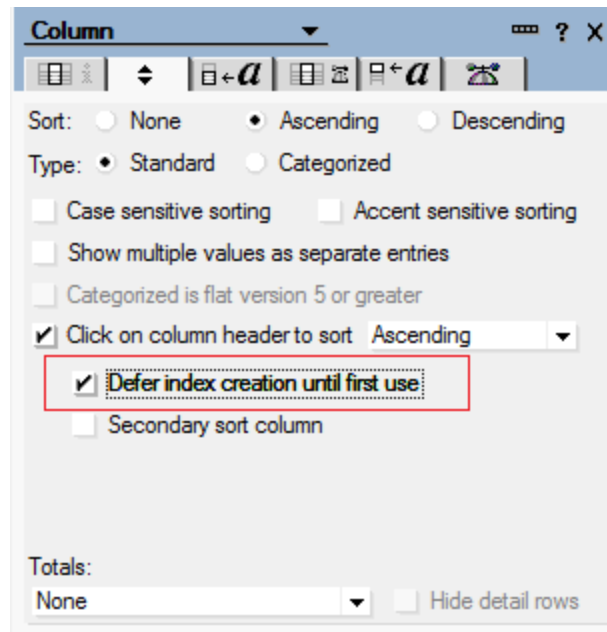 Column ?
Sort: None Ascending Descending
Type: Standard Categorized
Case sensitive sorting Accent sensitive sorting
Show multiple values as separate entries
Categorized is flat version 5 or greater
Click on column header to sort Ascending
Defer index creation until first use
Secondary sort column
Totals:
None Hide detail rows